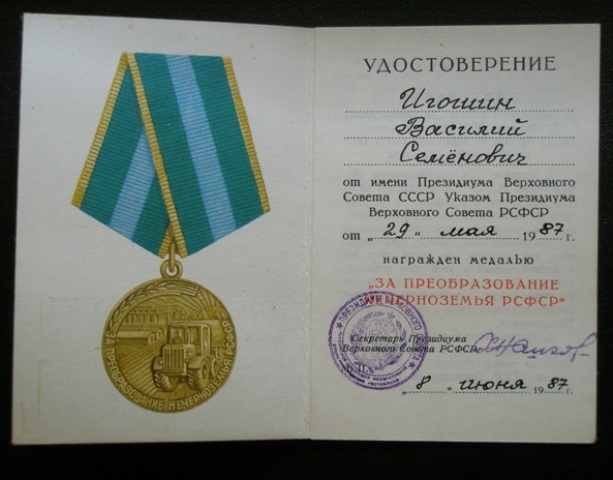 ЗА ПРЕОБРАЗОВАНИЕ НЕЧЕРНОЗЕМЬЯ РСФСР
УДОСТОВЕРЕНИЕ
Игошин
Василий
Семёнович
от имени Президиума Верховного
Совета СССР Указом Президиума
Верховного Совета РСФСР
от „29" мая 1987 г.
награжден медалью
„ЗА ПРЕОБРАЗОВАНИЕ
НЕЧЕРНОЗЕМЬЯ РСФСР"
Секретарь Президиума
Верховного Совета РСФСР
„8" июня 1987 г.